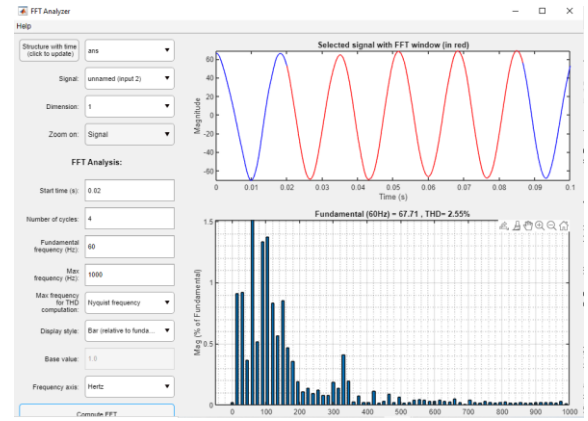 FFT Analyzer
Help
Structure with time
(click to update)
ans
Signal:
unnamed (input 2)
Dimension:
1
Zoom on:
Signal
FFT Analysis:
Start time (s):
0.02
Number of cycles:
4
Fundamental
frequency (Hz):
60
Max
frequency (Hz):
1000
Max frequency
for THD
computation:
Nyquist frequency
Display style:
Bar (relative to funda...
Base value:
1.0
Frequency axis:
Hertz
Compute FFT
Selected signal with FFT window (in red)
Magnitude
60
40
20
0
-20
-40
-60
0 0.01 0.02 0.03 0.04 0.05 0.06 0.07 0.08 0.09 0.1
Time (s)
Fundamental (60Hz) = 67.71 , THD= 2.55%
Mag (% of Fundamental)
1.5
1
0.5
0
0 100 200 300 400 500 600 700 800 900 1000